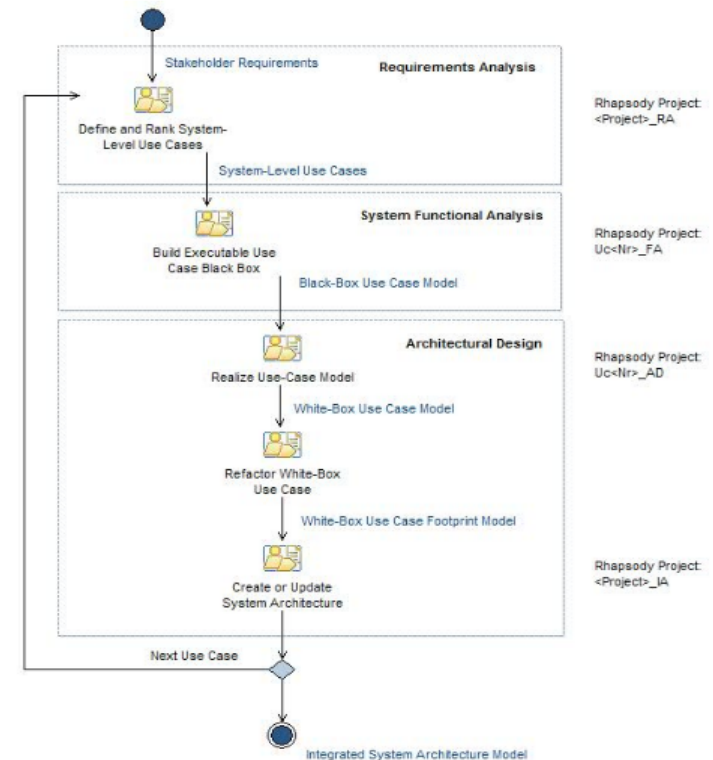 Stakeholder Requirements
Requirements Analysis
Rhapsody Project:
<Project>_RA
Define and Rank System-
Level Use Cases
System-Level Use Cases
System Functional Analysis
Rhapsody Project:
Uc<Nr>_FA
Build Executable Use
Case Black Box
Black-Box Use Case Model
Architectural Design
Rhapsody Project:
Uc<Nr>_AD
Realize Use-Case Model
White-Box Use Case Model
Refactor White-Box
Use Case
White-Box Use Case Footprint Model
Rhapsody Project:
<Project>_IA
Create or Update
System Architecture
Next Use Case
Integrated System Architecture Model